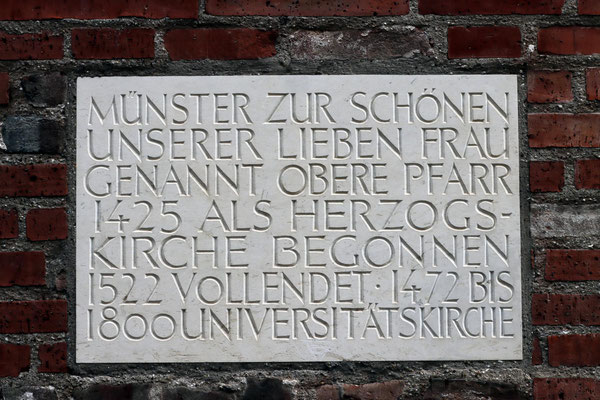 MÜNSTER ZUR SCHÖNEN
UNSERER LIEBEN FRAU
GENANNT OBERE PFARR
1425 ALS HERZOGS-
KIRCHE BEGONNEN
1522 VOLLENDET · 1472 BIS
1800 UNIVERSITÄTSKIRCHE